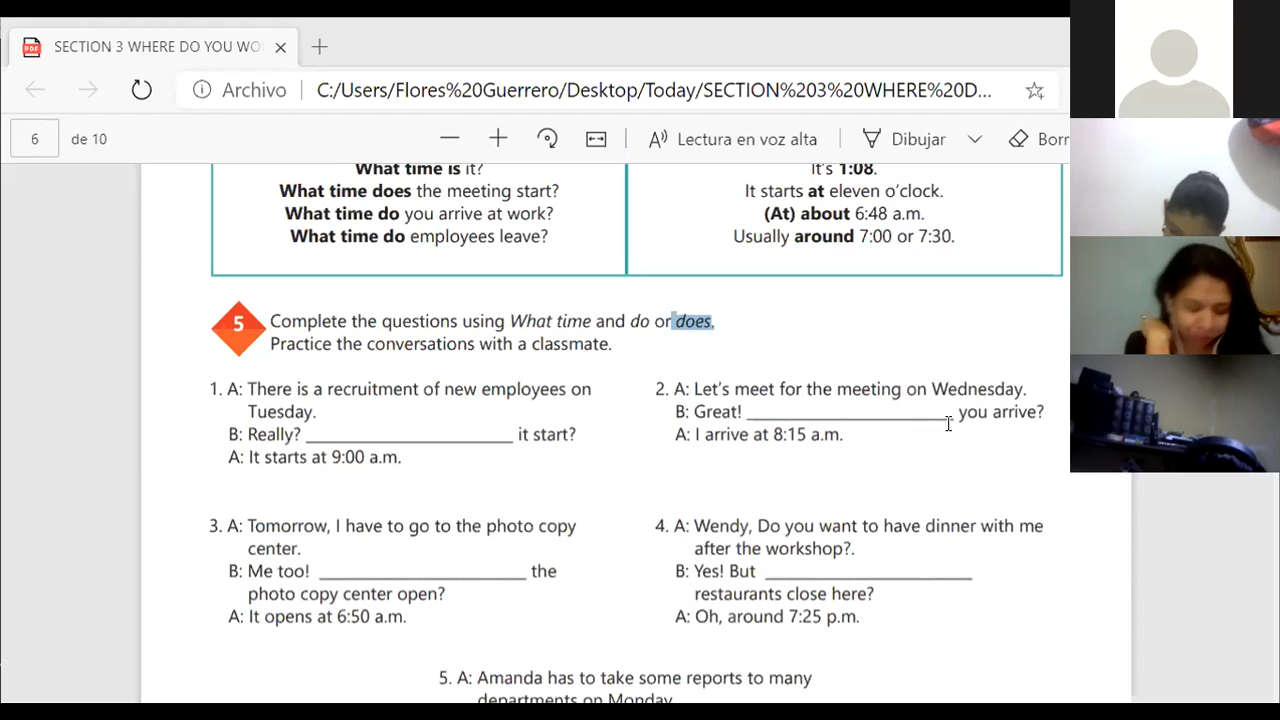 SECTION 3 WHERE DO YOU WO
Archivo
C:/Users/Flores%20Guerrero/Desktop/Today/SECTION%203%20WHERE%20D...
6
de 10
Lectura en voz alta
Dibujar
Borr
What time is it?
What time does the meeting start?
What time do you arrive at work?
What time do employees leave?
It's 1:08.
It starts at eleven o'clock.
(At) about 6:48 a.m.
Usually around 7:00 or 7:30.
5
Complete the questions using What time and do or does.
Practice the conversations with a classmate.
1. A: There is a recruitment of new employees on
Tuesday.
B: Really? ____________________ it start?
A: It starts at 9:00 a.m.
2. A: Let's meet for the meeting on Wednesday.
B: Great! ____________________ you arrive?
A: I arrive at 8:15 a.m.
3. A: Tomorrow, I have to go to the photo copy
center.
B: Me too! ____________________ the
photo copy center open?
A: It opens at 6:50 a.m.
4. A: Wendy, Do you want to have dinner with me
after the workshop?.
B: Yes! But ____________________
restaurants close here?
A: Oh, around 7:25 p.m.
5. A: Amanda has to take some reports to many
departments on Monday.